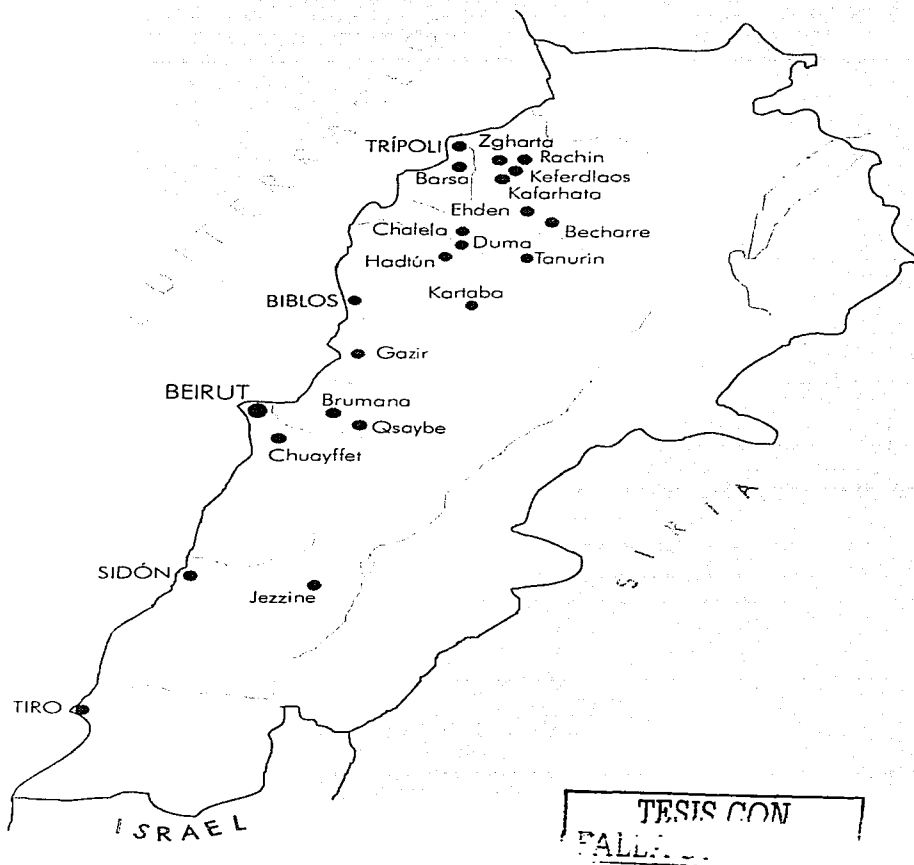 TRÍPOLI
Zgharta
Rachin
Barsa
Keferdlaos
Kafarhata
Ehden
Becharre
Chalela
Duma
Hadtún
Tanurin
BIBLOS
Kartaba
Gazir
BEIRUT
Brumana
Qsaybe
Chuayffet
SIRIA
SIDÓN
Jezzine
TIRO
ISRAEL
TESIS CON